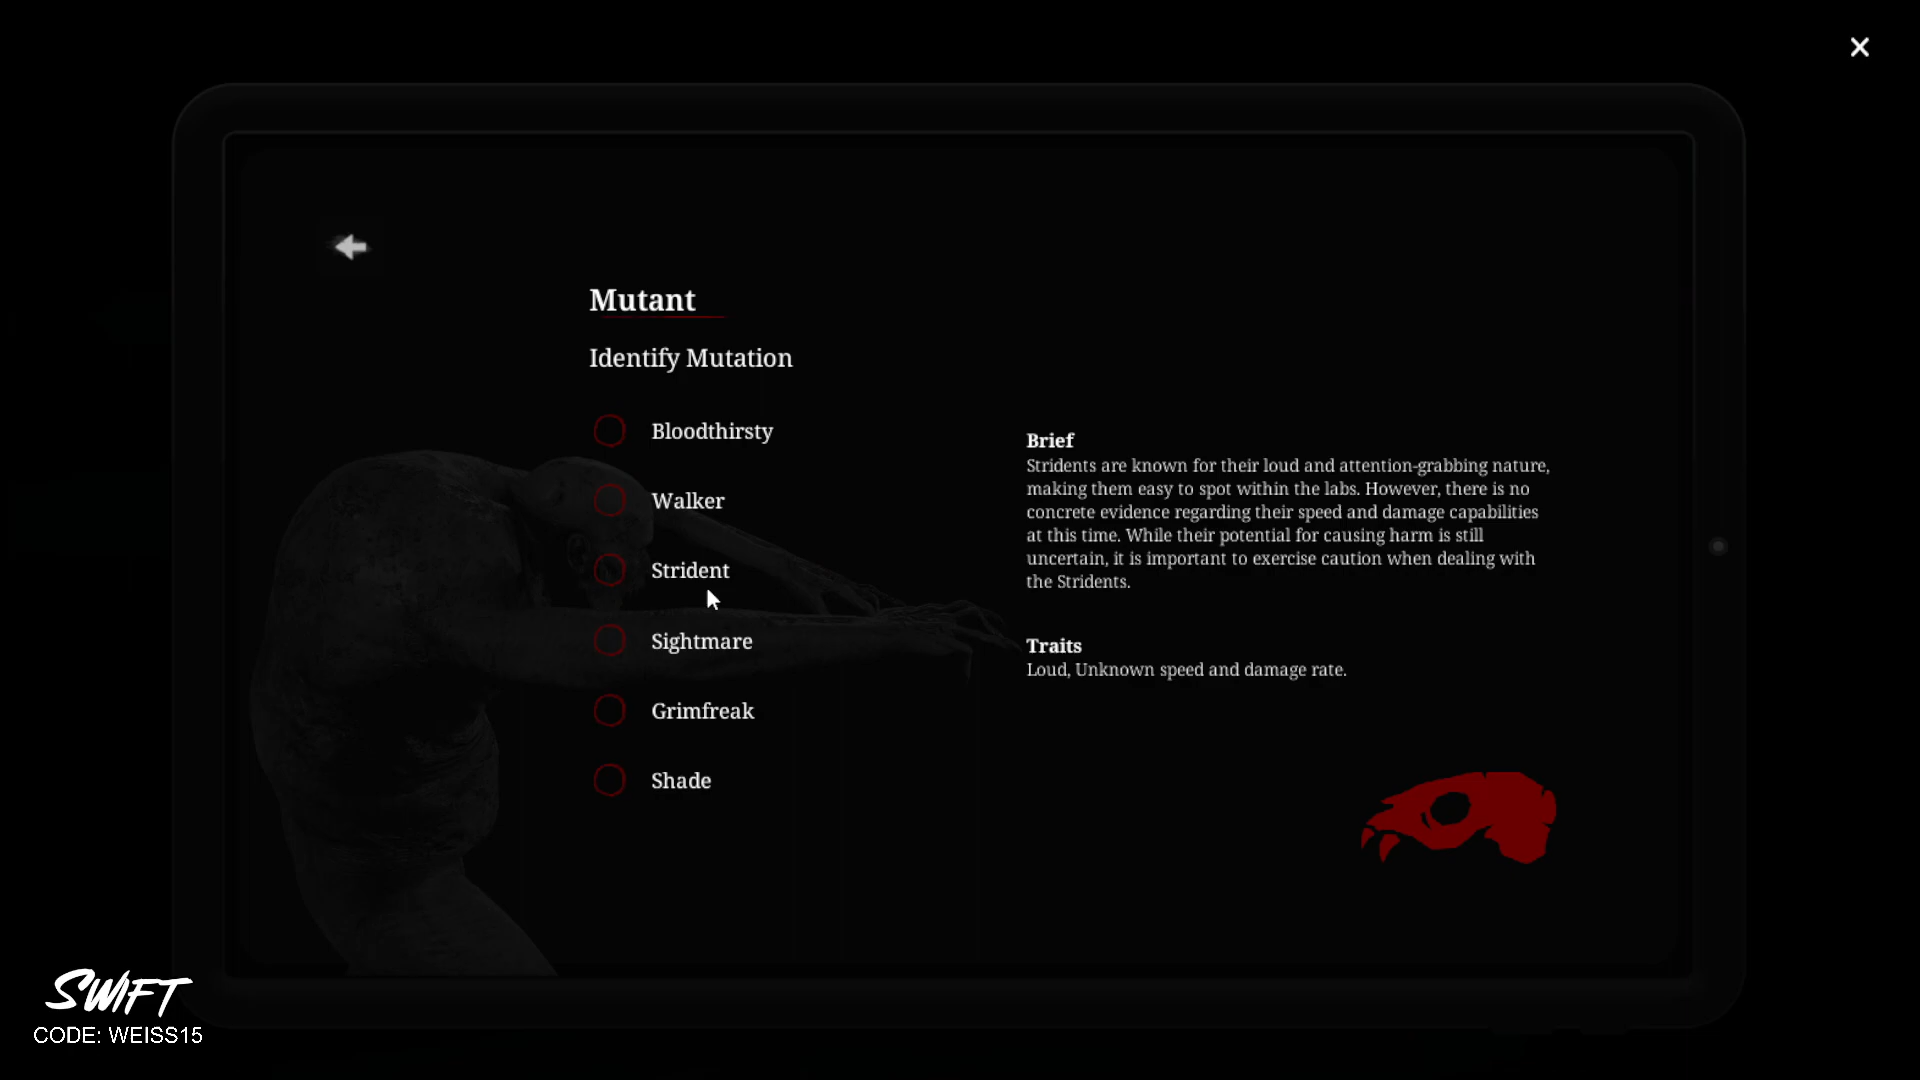 Mutant
Identify Mutation
Bloodthirsty
Walker
Strident
Sightmare
Grimfreak
Shade
Brief
Stridents are known for their loud and attention-grabbing nature,
making them easy to spot within the labs. However, there is no
concrete evidence regarding their speed and damage capabilities
at this time. While their potential for causing harm is still
uncertain, it is important to exercise caution when dealing with
the Stridents.
Traits
Loud, Unknown speed and damage rate.
SWIFT
CODE: WEISS15